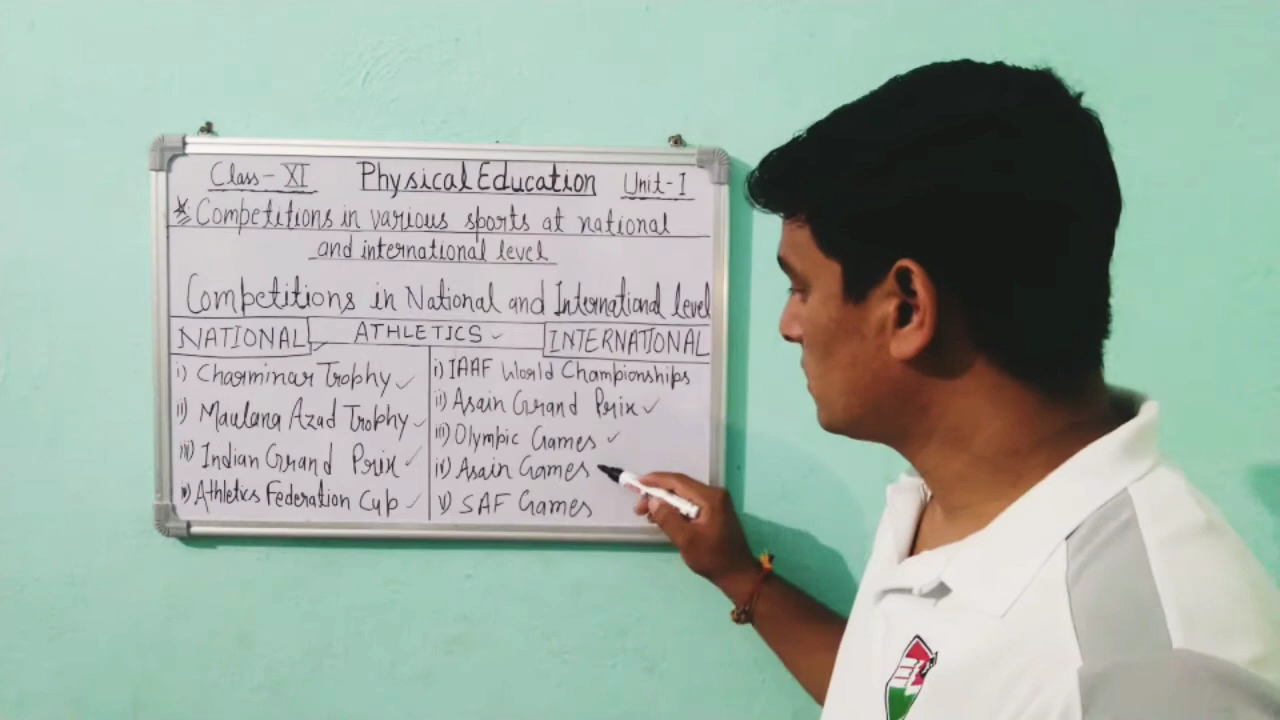 Class-XI Physical Education Unit-I
* Competitions in various sports at national
and international level
Competitions in National and International level
NATIONAL ATHLETICS INTERNATIONAL
i) Charminar Trophy ✓
ii) Maulana Azad Trophy ✓
iii) Indian Grand Prix ✓
iv) Athletics Federation Cup ✓
i) IAAF World Championships
ii) Asain Grand Prix ✓
iii) Olympic Games ✓
iv) Asain Games
v) SAF Games